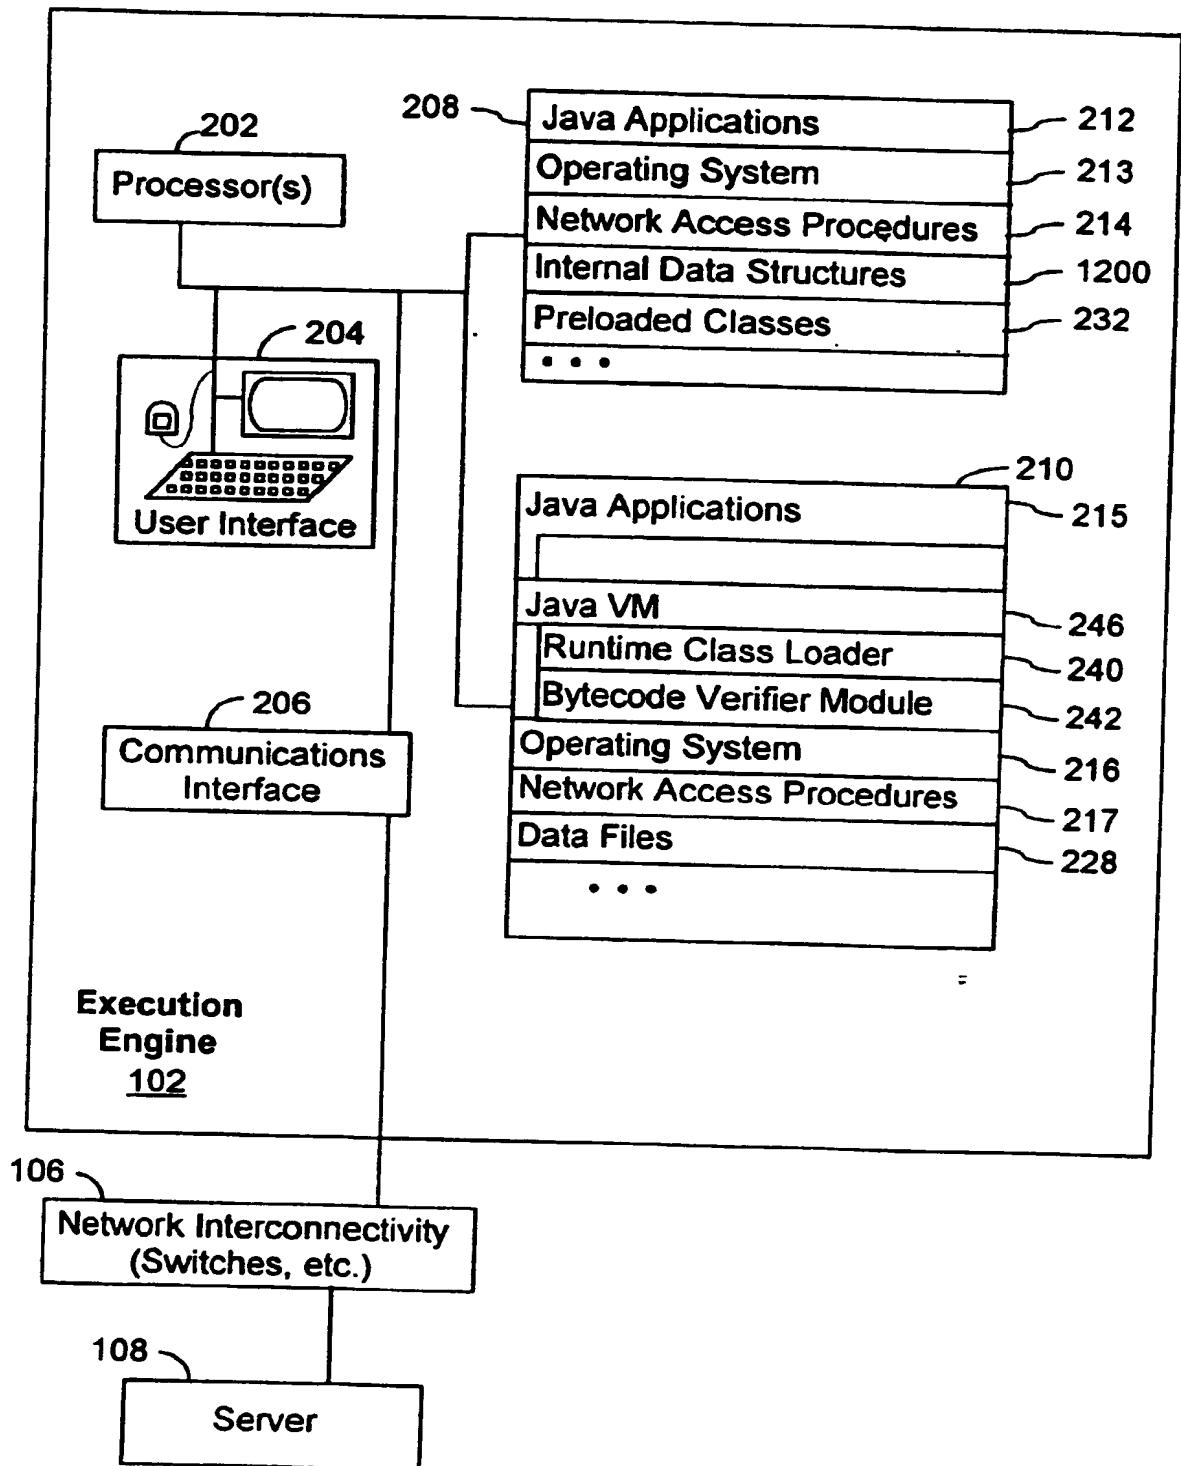 202
Processor(s)
208
Java Applications 212
Operating System 213
Network Access Procedures 214
Internal Data Structures 1200
Preloaded Classes 232
• • •
204
User Interface
210
Java Applications 215
Java VM 246
Runtime Class Loader 240
Bytecode Verifier Module 242
Operating System 216
Network Access Procedures 217
Data Files 228
• • •
206
Communications
Interface
Execution
Engine
102
106
Network Interconnectivity
(Switches, etc.)
108
Server